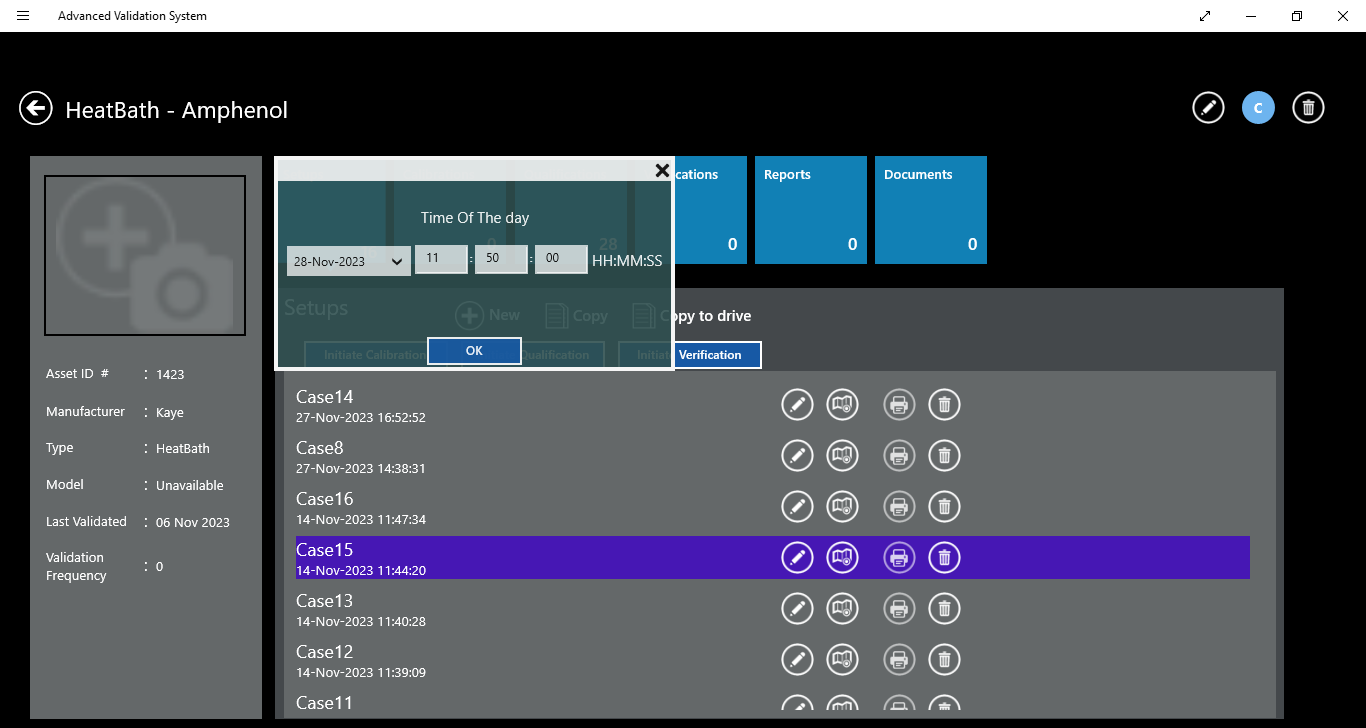 Advanced Validation System
HeatBath - Amphenol
C
cations
0
Reports
0
Documents
0
Time Of The day
28-Nov-2023
11 : 50 : 00 HH:MM:SS
0
28
OK
Setups
New
Copy
Copy to drive
Initiate Calibration
Qualification
Initiate Verification
Asset ID # : 1423
Manufacturer : Kaye
Type : HeatBath
Model : Unavailable
Last Validated : 06 Nov 2023
Validation
Frequency : 0
Case14
27-Nov-2023 16:52:52
Case8
27-Nov-2023 14:38:31
Case16
14-Nov-2023 11:47:34
Case15
14-Nov-2023 11:44:20
Case13
14-Nov-2023 11:40:28
Case12
14-Nov-2023 11:39:09
Case11